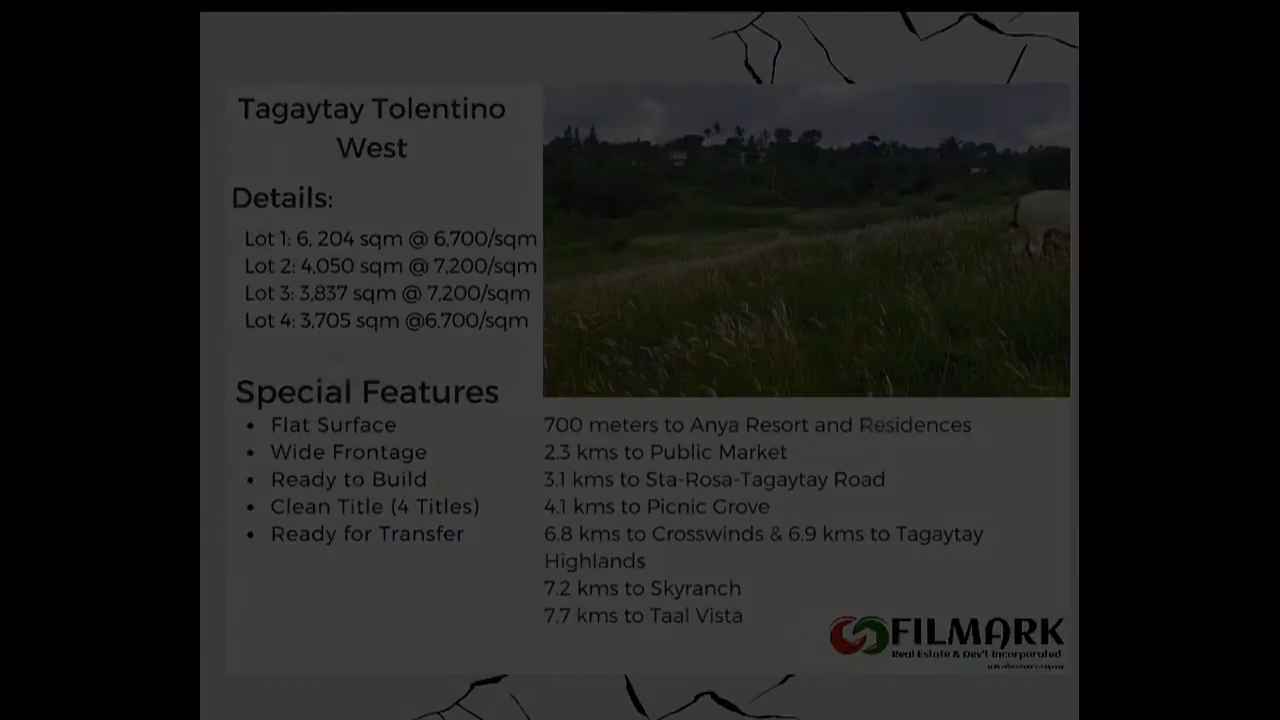 Tagaytay Tolentino
West
Details:
Lot 1: 6, 204 sqm @ 6,700/sqm
Lot 2: 4,050 sqm @ 7,200/sqm
Lot 3: 3,837 sqm @ 7,200/sqm
Lot 4: 3,705 sqm @6,700/sqm
Special Features
• Flat Surface
• Wide Frontage
• Ready to Build
• Clean Title (4 Titles)
• Ready for Transfer
700 meters to Anya Resort and Residences
2.3 kms to Public Market
3.1 kms to Sta-Rosa-Tagaytay Road
4.1 kms to Picnic Grove
6.8 kms to Crosswinds & 6.9 kms to Tagaytay
Highlands
7.2 kms to Skyranch
7.7 kms to Taal Vista
FILMARK
Real Estate & Dev't Incorporated